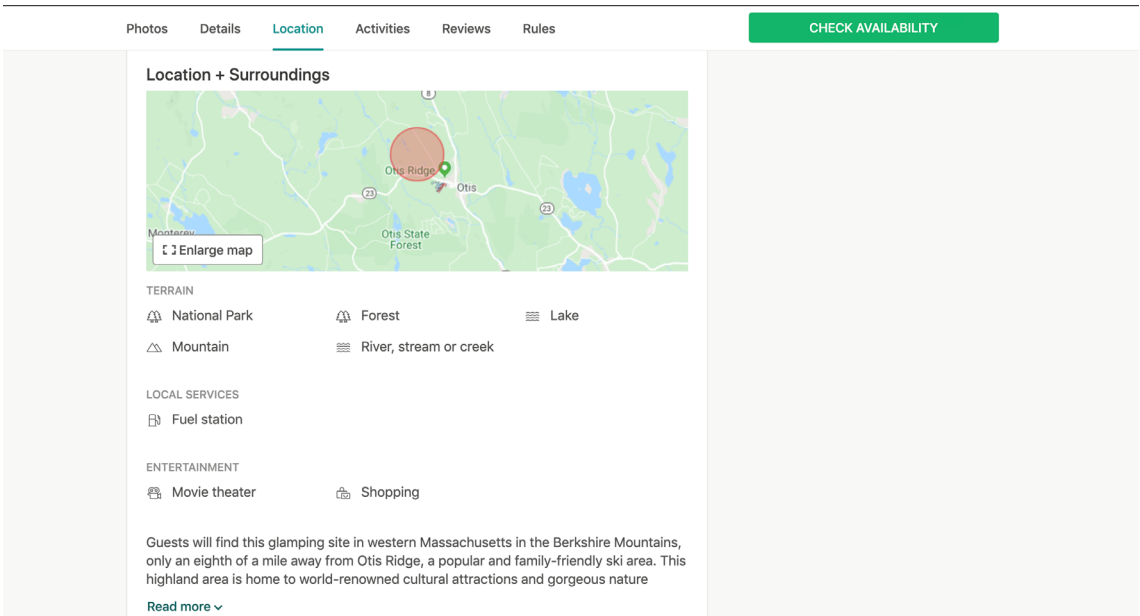 Photos Details Location Activities Reviews Rules CHECK AVAILABILITY
Location + Surroundings
8
Otis Ridge
23 Otis
23
Monterey
Otis State
Forest
Enlarge map
TERRAIN
National Park Forest Lake
Mountain River, stream or creek
LOCAL SERVICES
Fuel station
ENTERTAINMENT
Movie theater Shopping
Guests will find this glamping site in western Massachusetts in the Berkshire Mountains,
only an eighth of a mile away from Otis Ridge, a popular and family-friendly ski area. This
highland area is home to world-renowned cultural attractions and gorgeous nature
Read more